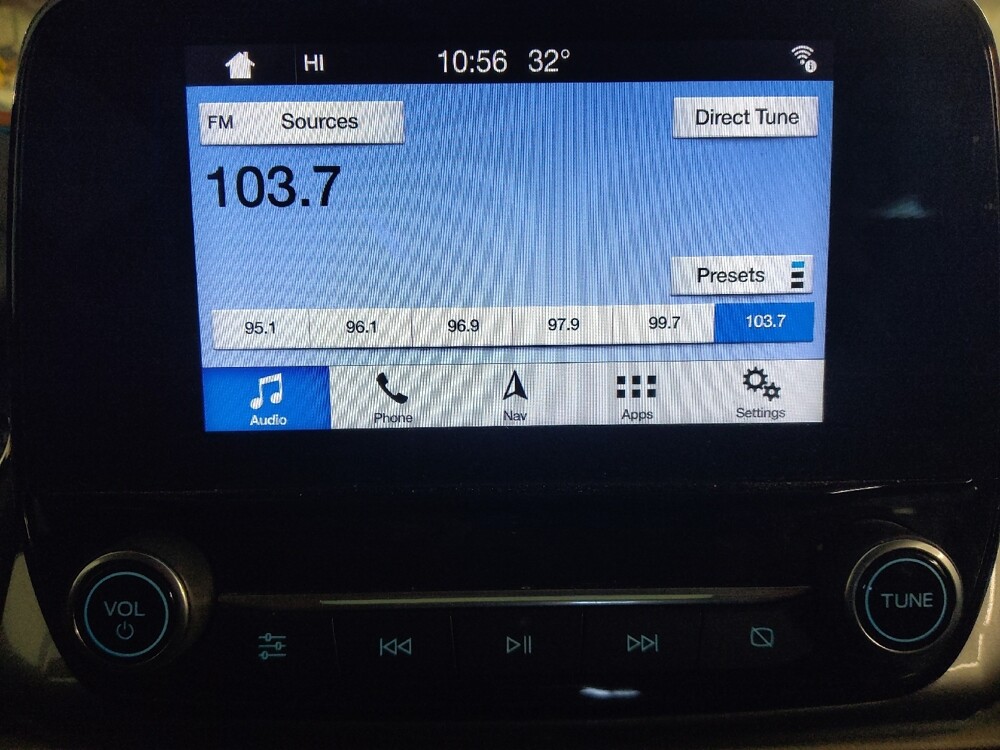 HI 10:56 32°
FM Sources Direct Tune
103.7
Presets
95.1 96.1 96.9 97.9 99.7 103.7
Audio Phone Nav Apps Settings
VOL TUNE